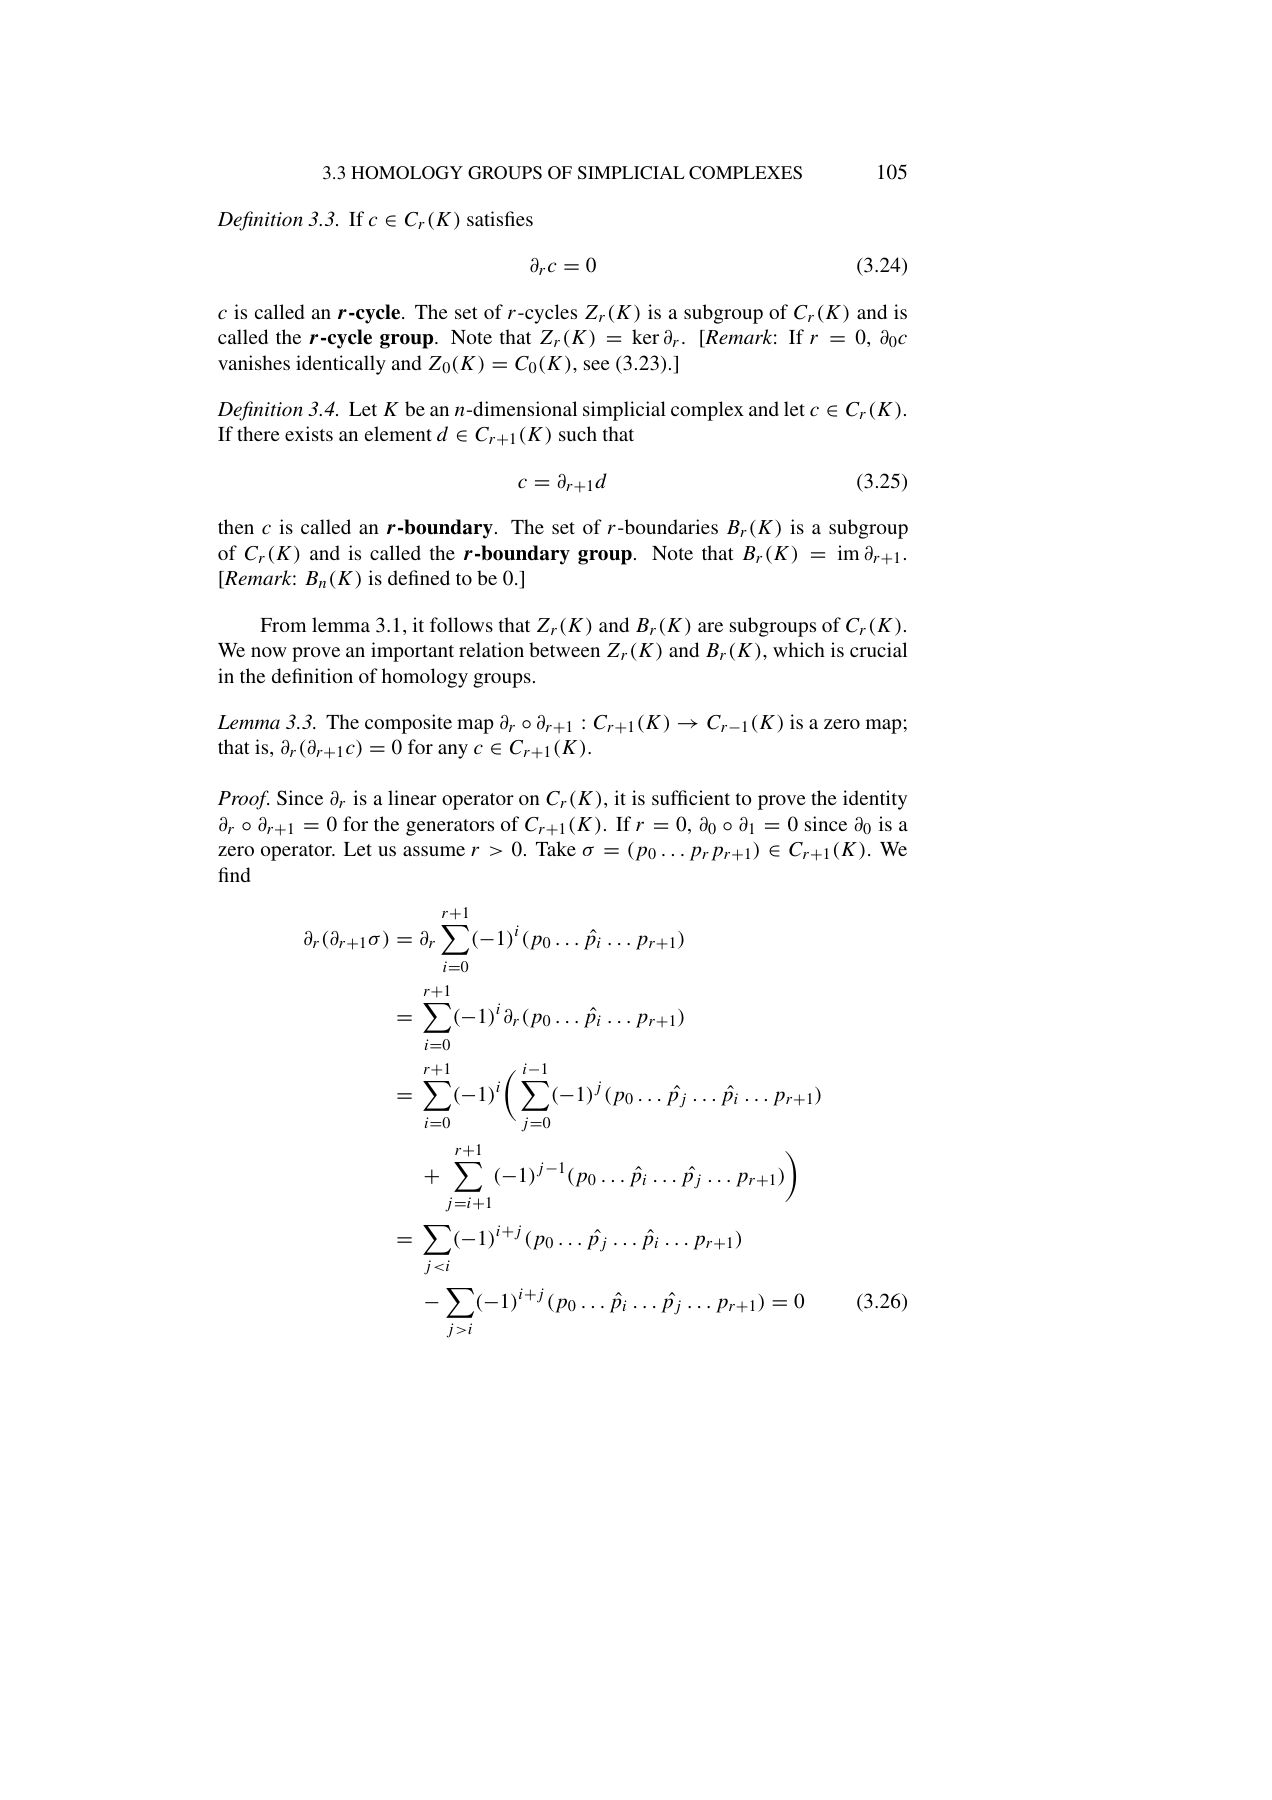 3.3 HOMOLOGY GROUPS OF SIMPLICIAL COMPLEXES 105
Definition 3.3. If c ∈ C_r(K) satisfies
∂_r c = 0 (3.24)
c is called an r-cycle. The set of r-cycles Z_r(K) is a subgroup of C_r(K) and is
called the r-cycle group. Note that Z_r(K) = ker ∂_r. [Remark: If r = 0, ∂_0c
vanishes identically and Z_0(K) = C_0(K), see (3.23).]
Definition 3.4. Let K be an n-dimensional simplicial complex and let c ∈ C_r(K).
If there exists an element d ∈ C_{r+1}(K) such that
c = ∂_{r+1}d (3.25)
then c is called an r-boundary. The set of r-boundaries B_r(K) is a subgroup
of C_r(K) and is called the r-boundary group. Note that B_r(K) = im ∂_{r+1}.
[Remark: B_n(K) is defined to be 0.]
From lemma 3.1, it follows that Z_r(K) and B_r(K) are subgroups of C_r(K).
We now prove an important relation between Z_r(K) and B_r(K), which is crucial
in the definition of homology groups.
Lemma 3.3. The composite map ∂_r ∘ ∂_{r+1} : C_{r+1}(K) → C_{r−1}(K) is a zero map;
that is, ∂_r(∂_{r+1}c) = 0 for any c ∈ C_{r+1}(K).
Proof. Since ∂_r is a linear operator on C_r(K), it is sufficient to prove the identity
∂_r ∘ ∂_{r+1} = 0 for the generators of C_{r+1}(K). If r = 0, ∂_0 ∘ ∂_1 = 0 since ∂_0 is a
zero operator. Let us assume r > 0. Take σ = (p_0 … p_r p_{r+1}) ∈ C_{r+1}(K). We
find
∂_r(∂_{r+1}σ) = ∂_r ∑_{i=0}^{r+1} (−1)^i (p_0 … p̂_i … p_{r+1})
= ∑_{i=0}^{r+1} (−1)^i ∂_r(p_0 … p̂_i … p_{r+1})
= ∑_{i=0}^{r+1} (−1)^i ( ∑_{j=0}^{i−1} (−1)^j (p_0 … p̂_j … p̂_i … p_{r+1})
+ ∑_{j=i+1}^{r+1} (−1)^{j−1} (p_0 … p̂_i … p̂_j … p_{r+1}) )
= ∑_{j<i} (−1)^{i+j} (p_0 … p̂_j … p̂_i … p_{r+1})
− ∑_{j>i} (−1)^{i+j} (p_0 … p̂_i … p̂_j … p_{r+1}) = 0 (3.26)